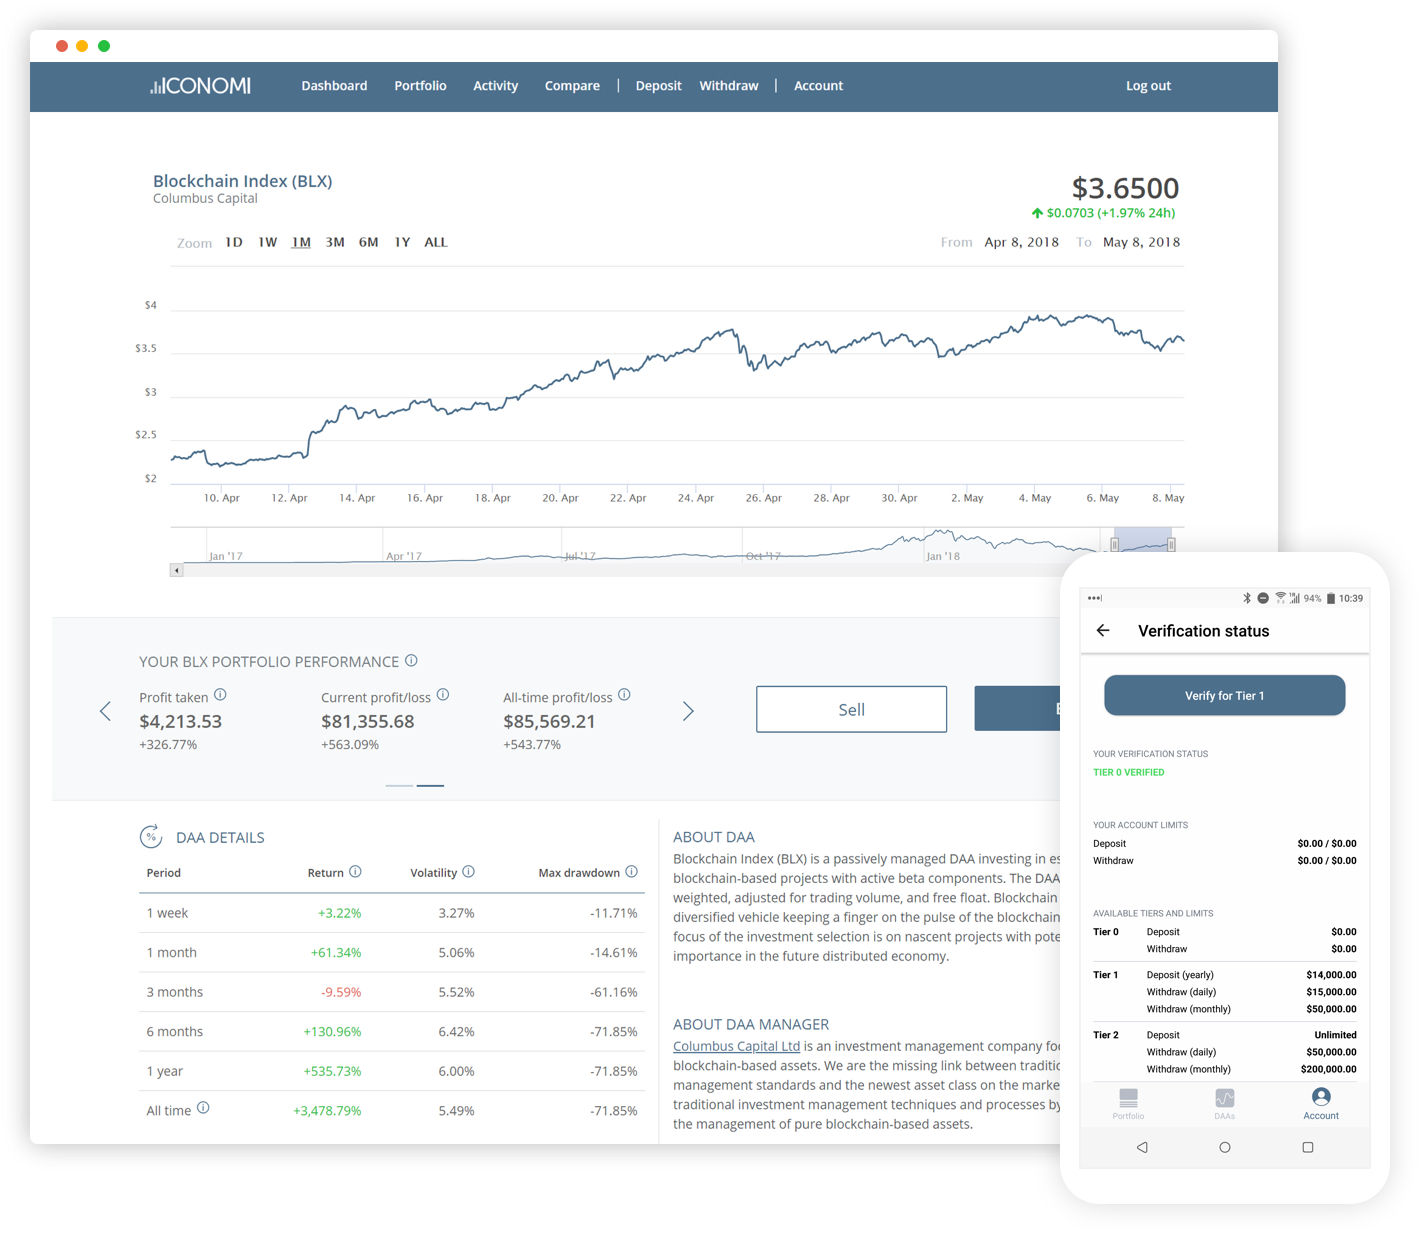 ICONOMI Dashboard Portfolio Activity Compare | Deposit Withdraw | Account Log out
Blockchain Index (BLX)
Columbus Capital
$3.6500
$0.0703 (+1.97% 24h)
Zoom 1D 1W 1M 3M 6M 1Y ALL
From Apr 8, 2018 To May 8, 2018
$4
$3.5
$3
$2.5
$2
10. Apr 12. Apr 14. Apr 16. Apr 18. Apr 20. Apr 22. Apr 24. Apr 26. Apr 28. Apr 30. Apr 2. May 4. May 6. May 8. May
Jan '17 Apr '17 Jul '17 Oct '17 Jan '18
YOUR BLX PORTFOLIO PERFORMANCE
Profit taken Current profit/loss All-time profit/loss
$4,213.53 $81,355.68 $85,569.21
+326.77% +563.09% +543.77%
Sell
DAA DETAILS
Period Return Volatility Max drawdown
1 week +3.22% 3.27% -11.71%
1 month +61.34% 5.06% -14.61%
3 months -9.59% 5.52% -61.16%
6 months +130.96% 6.42% -71.85%
1 year +535.73% 6.00% -71.85%
All time +3,478.79% 5.49% -71.85%
ABOUT DAA
Blockchain Index (BLX) is a passively managed DAA investing in es
blockchain-based projects with active beta components. The DAA
weighted, adjusted for trading volume, and free float. Blockchain
diversified vehicle keeping a finger on the pulse of the blockchain
focus of the investment selection is on nascent projects with pote
importance in the future distributed economy.
ABOUT DAA MANAGER
Columbus Capital Ltd is an investment management company foc
blockchain-based assets. We are the missing link between traditic
management standards and the newest asset class on the marke
traditional investment management techniques and processes by
the management of pure blockchain-based assets.
94% 10:39
Verification status
Verify for Tier 1
YOUR VERIFICATION STATUS
TIER 0 VERIFIED
YOUR ACCOUNT LIMITS
Deposit $0.00 / $0.00
Withdraw $0.00 / $0.00
AVAILABLE TIERS AND LIMITS
Tier 0 Deposit $0.00
Withdraw $0.00
Tier 1 Deposit (yearly) $14,000.00
Withdraw (daily) $15,000.00
Withdraw (monthly) $50,000.00
Tier 2 Deposit Unlimited
Withdraw (daily) $50,000.00
Withdraw (monthly) $200,000.00
Portfolio DAAs Account